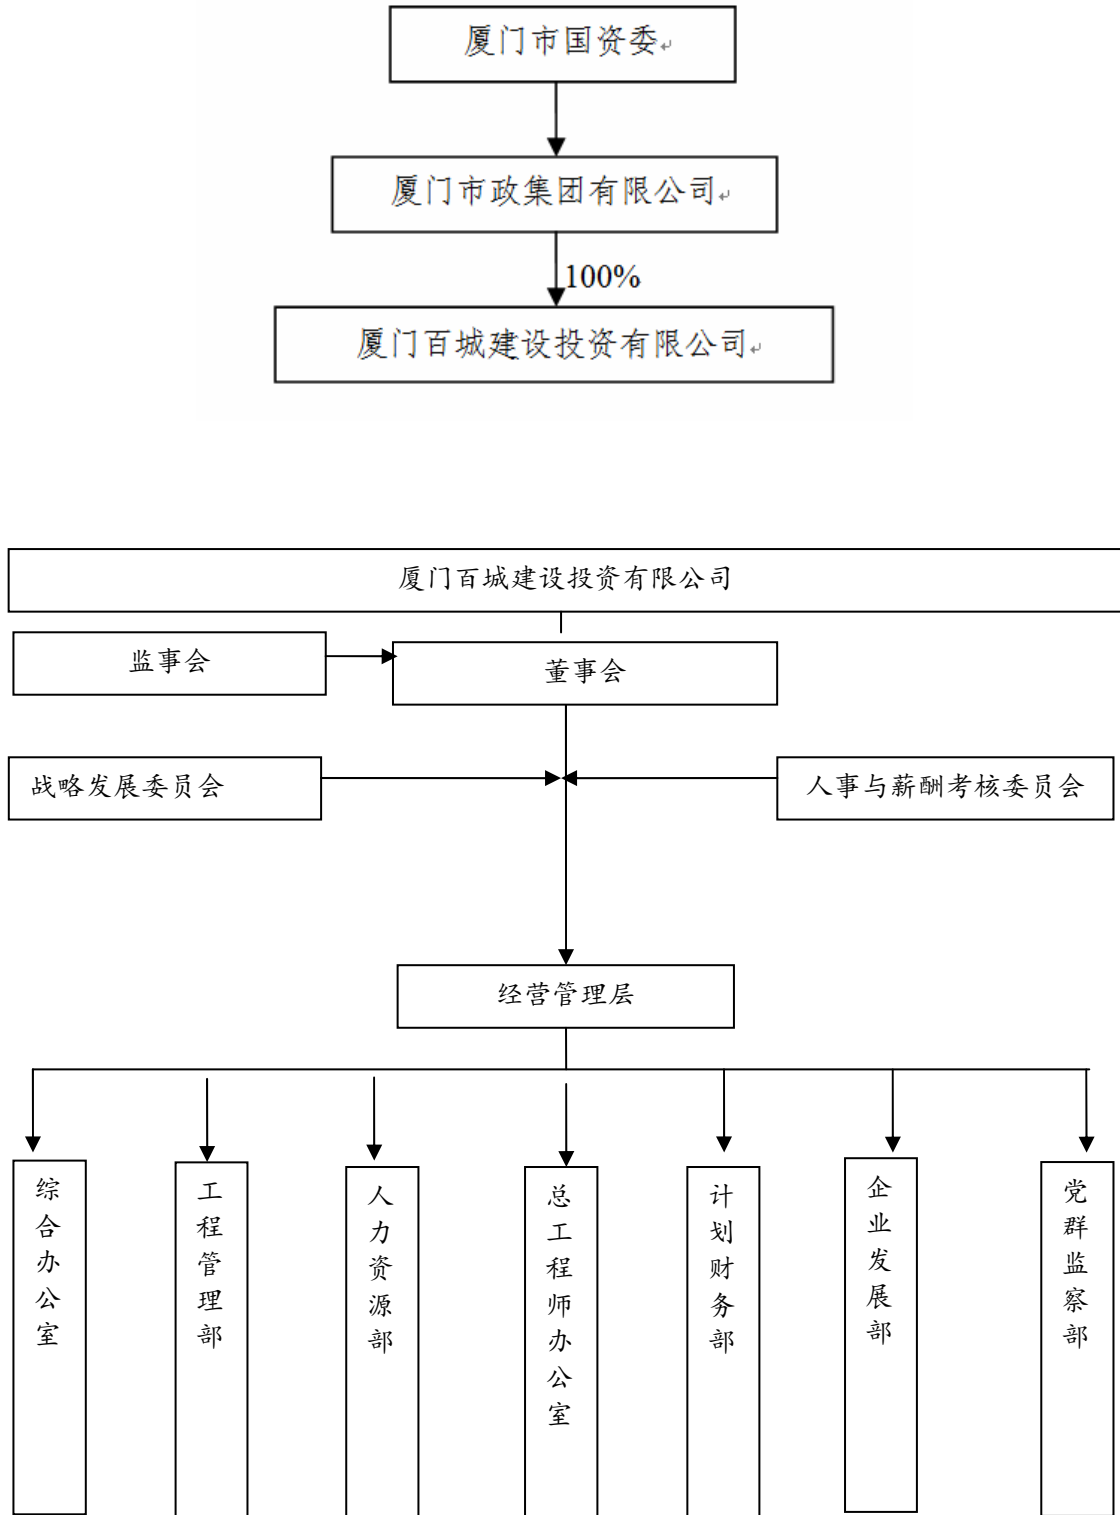 厦门市国资委
厦门市政集团有限公司
100%
厦门百城建设投资有限公司
厦门百城建设投资有限公司
监事会
董事会
战略发展委员会
人事与薪酬考核委员会
经营管理层
综合办公室
工程管理部
人力资源部
总工程师办公室
计划财务部
企业发展部
党群监察部